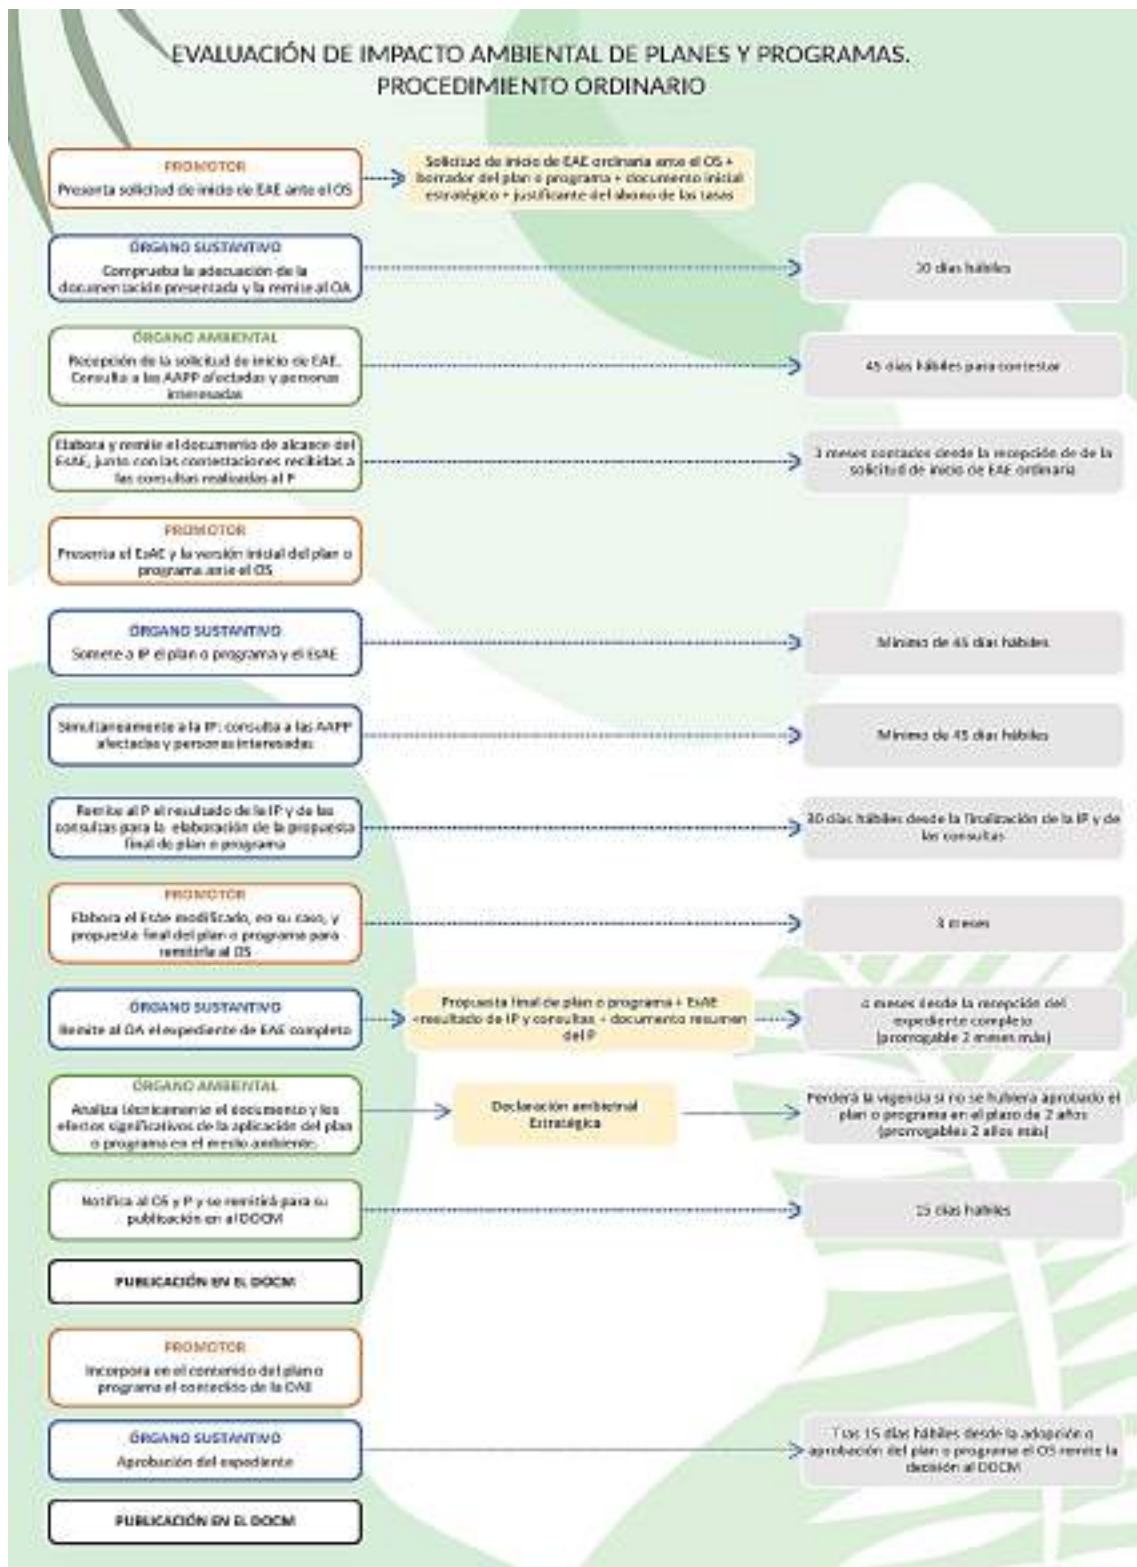 EVALUACIÓN DE IMPACTO AMBIENTAL DE PLANES Y PROGRAMAS.
PROCEDIMIENTO ORDINARIO
PROMOTOR
Presenta solicitud de inicio de EAE ante el OS
Solicitud de inicio de EAE ordinaria ante el OS +
borrador del plan o programa + documento inicial
estratégico + justificante del abono de las tasas
ÓRGANO SUSTANTIVO
Comprueba la adecuación de la
documentación presentada y la remite al OA
días hábiles
ÓRGANO AMBIENTAL
Recepción de la solicitud de inicio de EAE.
Consulta a las AAPP afectadas y personas
interesadas
45 días hábiles para contestar
Elabora y remite el documento de alcance del
EsAE, junto con las contestaciones recibidas a
las consultas realizadas al P
3 meses contados desde la recepción de de la
solicitud de inicio de EAE ordinaria
PROMOTOR
Presenta el EsAE y la versión inicial del plan o
programa ante el OS
ÓRGANO SUSTANTIVO
Somete a IP el plan o programa y el EsAE
Mínimo de 45 días hábiles
Simultaneamente a la IP: consulta a las AAPP
afectadas y personas interesadas
Mínimo de 45 días hábiles
Remite al P el resultado de la IP y de las
consultas para la elaboración de la propuesta
final de plan o programa
30 días hábiles desde la finalización de la IP y de
las consultas
PROMOTOR
Elabora el EsAe modificado, en su caso, y
propuesta final del plan o programa para
remitirla al OS
3 meses
ÓRGANO SUSTANTIVO
Remite al OA el expediente de EAE completo
Propuesta final de plan o programa + EsAE
+resultado de IP y consultas + documento resumen
del P
4 meses desde la recepción del
expediente completo
(prorrogable 2 meses más)
ÓRGANO AMBIENTAL
Analiza técnicamente el documento y los
efectos significativos de la aplicación del plan
o programa en el medio ambiente.
Declaración ambietnal
Estratégica
Perderá la vigencia si no se hubiera aprobado el
plan o programa en el plazo de 2 años
(prorrogables 2 años más)
Notifica al OS y P y se remitirá para su
publicación en al DOCM
15 días hábiles
PUBLICACIÓN EN EL DOCM
PROMOTOR
Incorpora en el contenido del plan o
programa el contedido de la DAE
ÓRGANO SUSTANTIVO
Aprobación del expediente
Tras 15 días hábiles desde la adopción o
aprobación del plan o programa el OS remite la
decisión al DOCM
PUBLICACIÓN EN EL DOCM